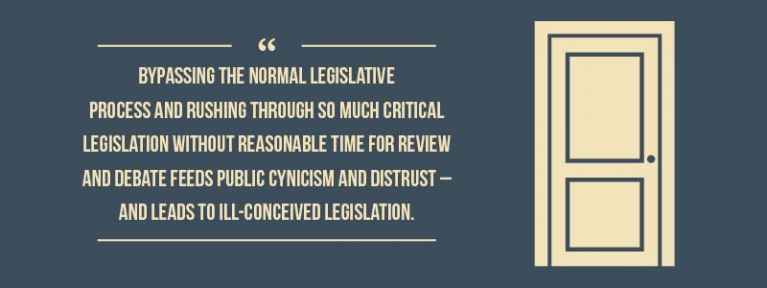 “
BYPASSING THE NORMAL LEGISLATIVE
PROCESS AND RUSHING THROUGH SO MUCH CRITICAL
LEGISLATION WITHOUT REASONABLE TIME FOR REVIEW
AND DEBATE FEEDS PUBLIC CYNICISM AND DISTRUST –
AND LEADS TO ILL-CONCEIVED LEGISLATION.